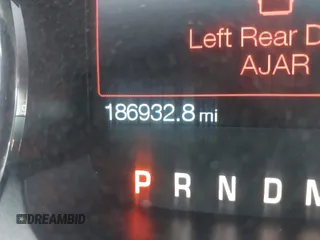 Left Rear D
AJAR
186932.8 mi
P R N D M
DREAMBID